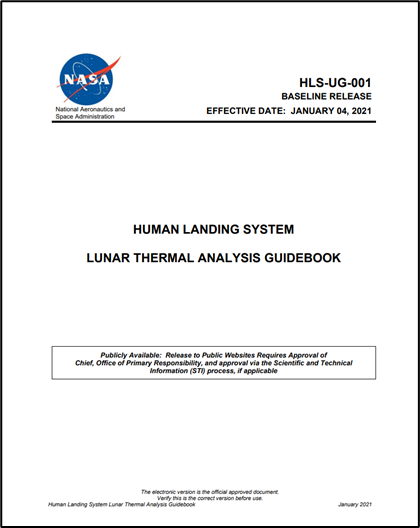 NASA
National Aeronautics and
Space Administration
HLS-UG-001
BASELINE RELEASE
EFFECTIVE DATE: JANUARY 04, 2021
HUMAN LANDING SYSTEM
LUNAR THERMAL ANALYSIS GUIDEBOOK
Publicly Available: Release to Public Websites Requires Approval of
Chief, Office of Primary Responsibility, and approval via the Scientific and Technical
Information (STI) process, if applicable
The electronic version is the official approved document.
Verify this is the correct version before use.
Human Landing System Lunar Thermal Analysis Guidebook January 2021